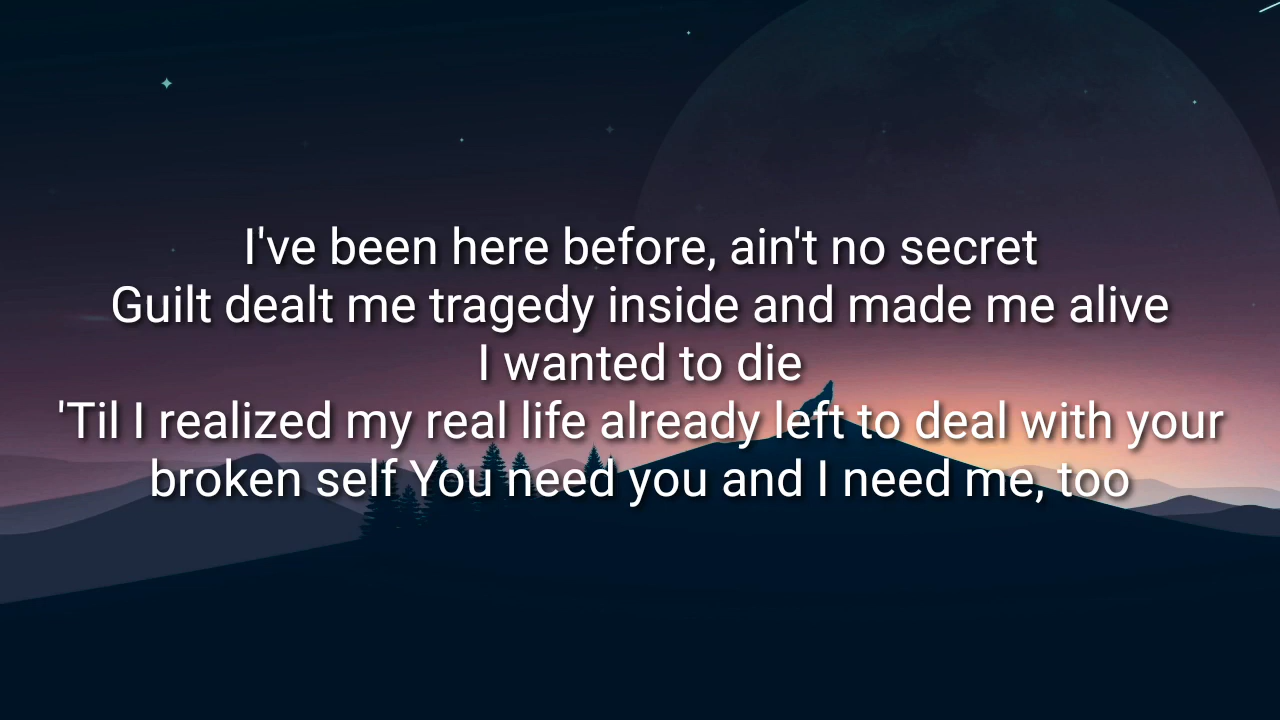 I've been here before, ain't no secret
Guilt dealt me tragedy inside and made me alive
I wanted to die
'Til I realized my real life already left to deal with your
broken self You need you and I need me, too